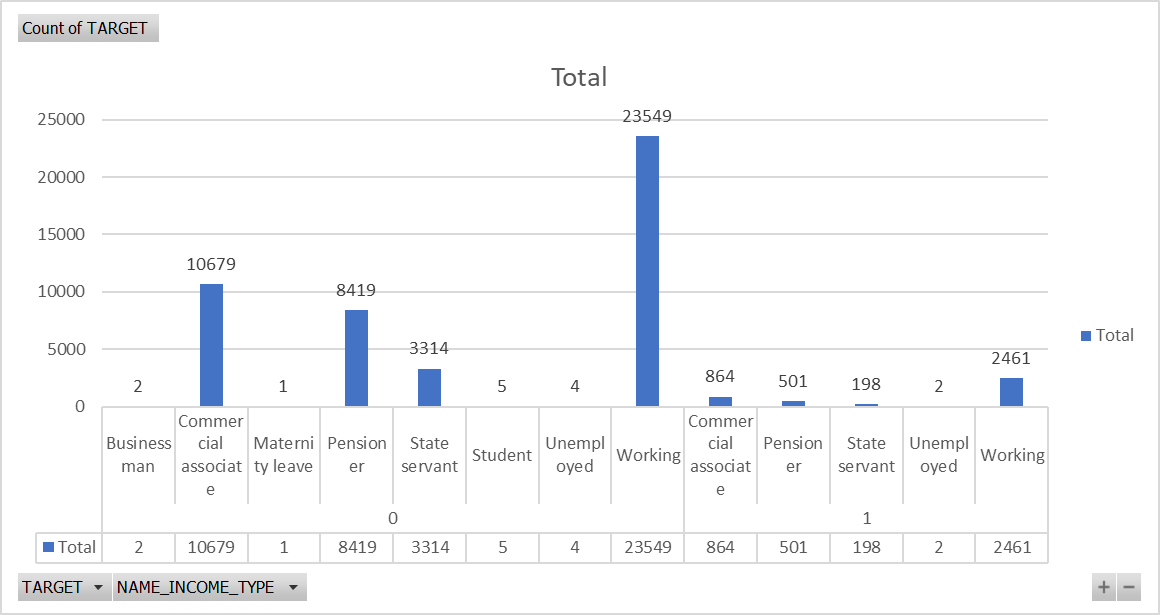 Count of TARGET
Total
25000
20000
15000
10000
5000
0
2
10679
1
8419
3314
5
4
23549
864
501
198
2
2461
Total
Business
man
Commer
cial
associat
e
Materni
ty leave
Pension
er
State
servant
Student
Unempl
oyed
Working
Commer
cial
associat
e
Pension
er
State
servant
Unempl
oyed
Working
0
1
Total 2 10679 1 8419 3314 5 4 23549 864 501 198 2 2461
TARGET NAME_INCOME_TYPE + −